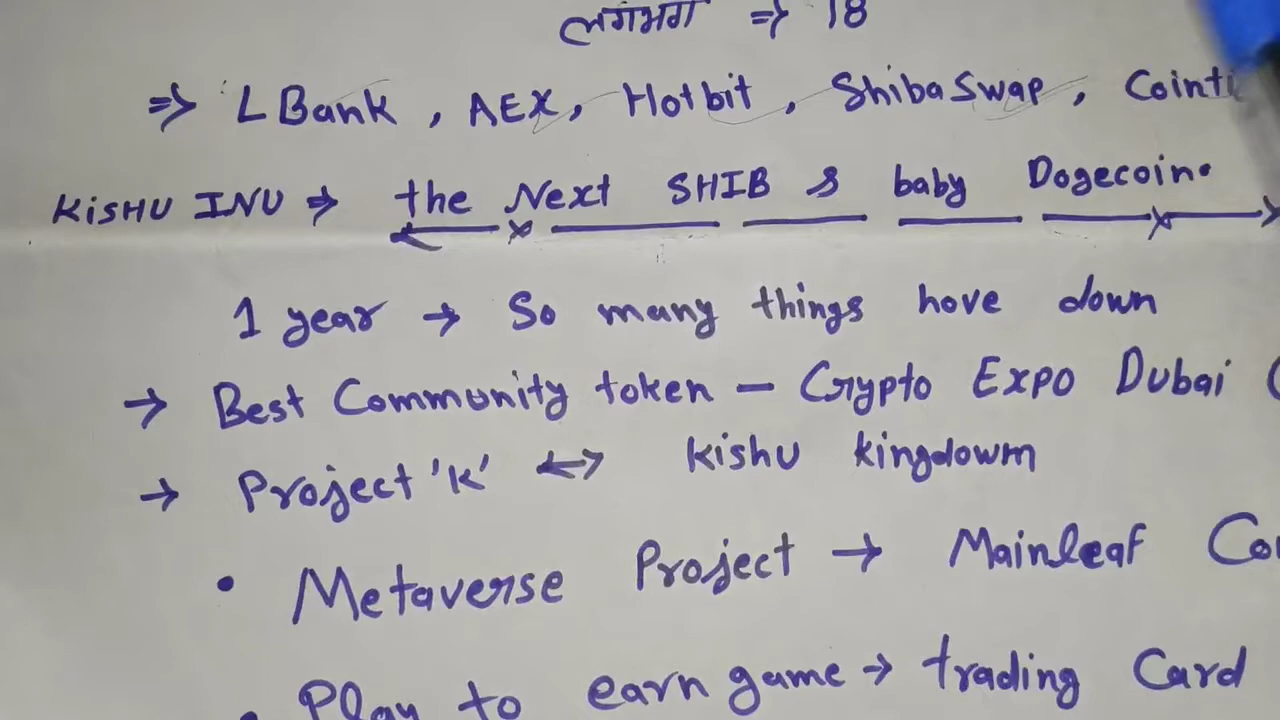 लगभग ⇒ 18
⇒ LBank, AEX, Hotbit, ShibaSwap,
KISHU INU ⇒ the Next SHIB & baby Dogecoin.
1 year → So many things hove down
→ Best Community token - Crypto Expo Dubai (
→ Project 'K' ↔ Kishu kingdowm
• Metaverse Project → Mainleaf
• Play to earn game → trading Card